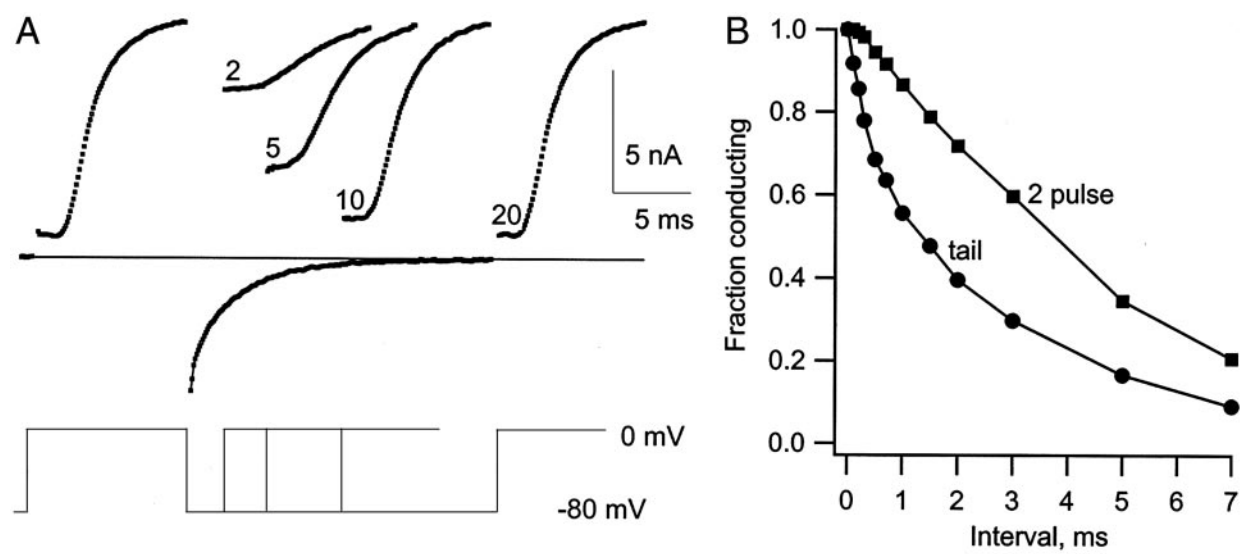 A
2
5
10
20
5 nA
5 ms
0 mV
-80 mV
B
Fraction conducting
1.0
0.8
0.6
0.4
0.2
0.0
2 pulse
tail
0 1 2 3 4 5 6 7
Interval, ms